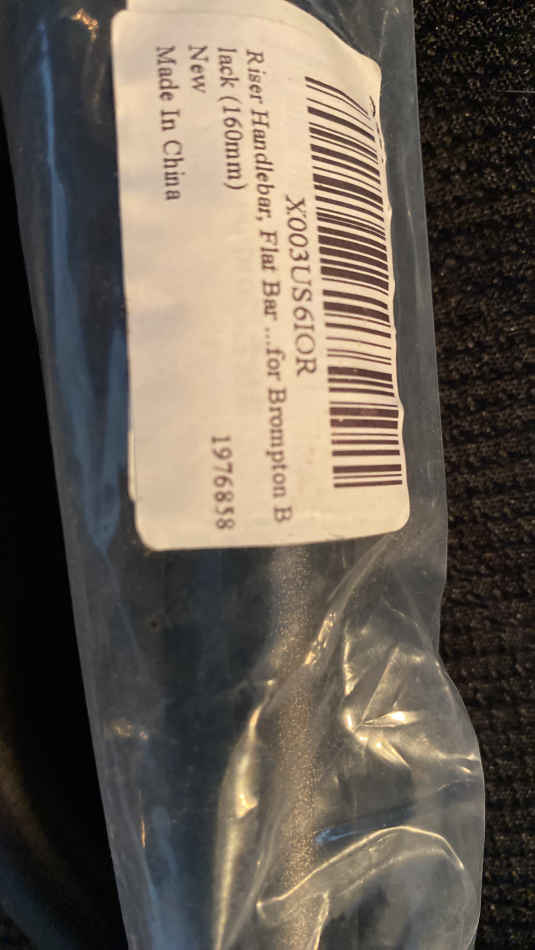 X003US6IOR
Riser Handlebar, Flat Bar ...for Brompton B
lack (160mm)
New
1976858
Made In China